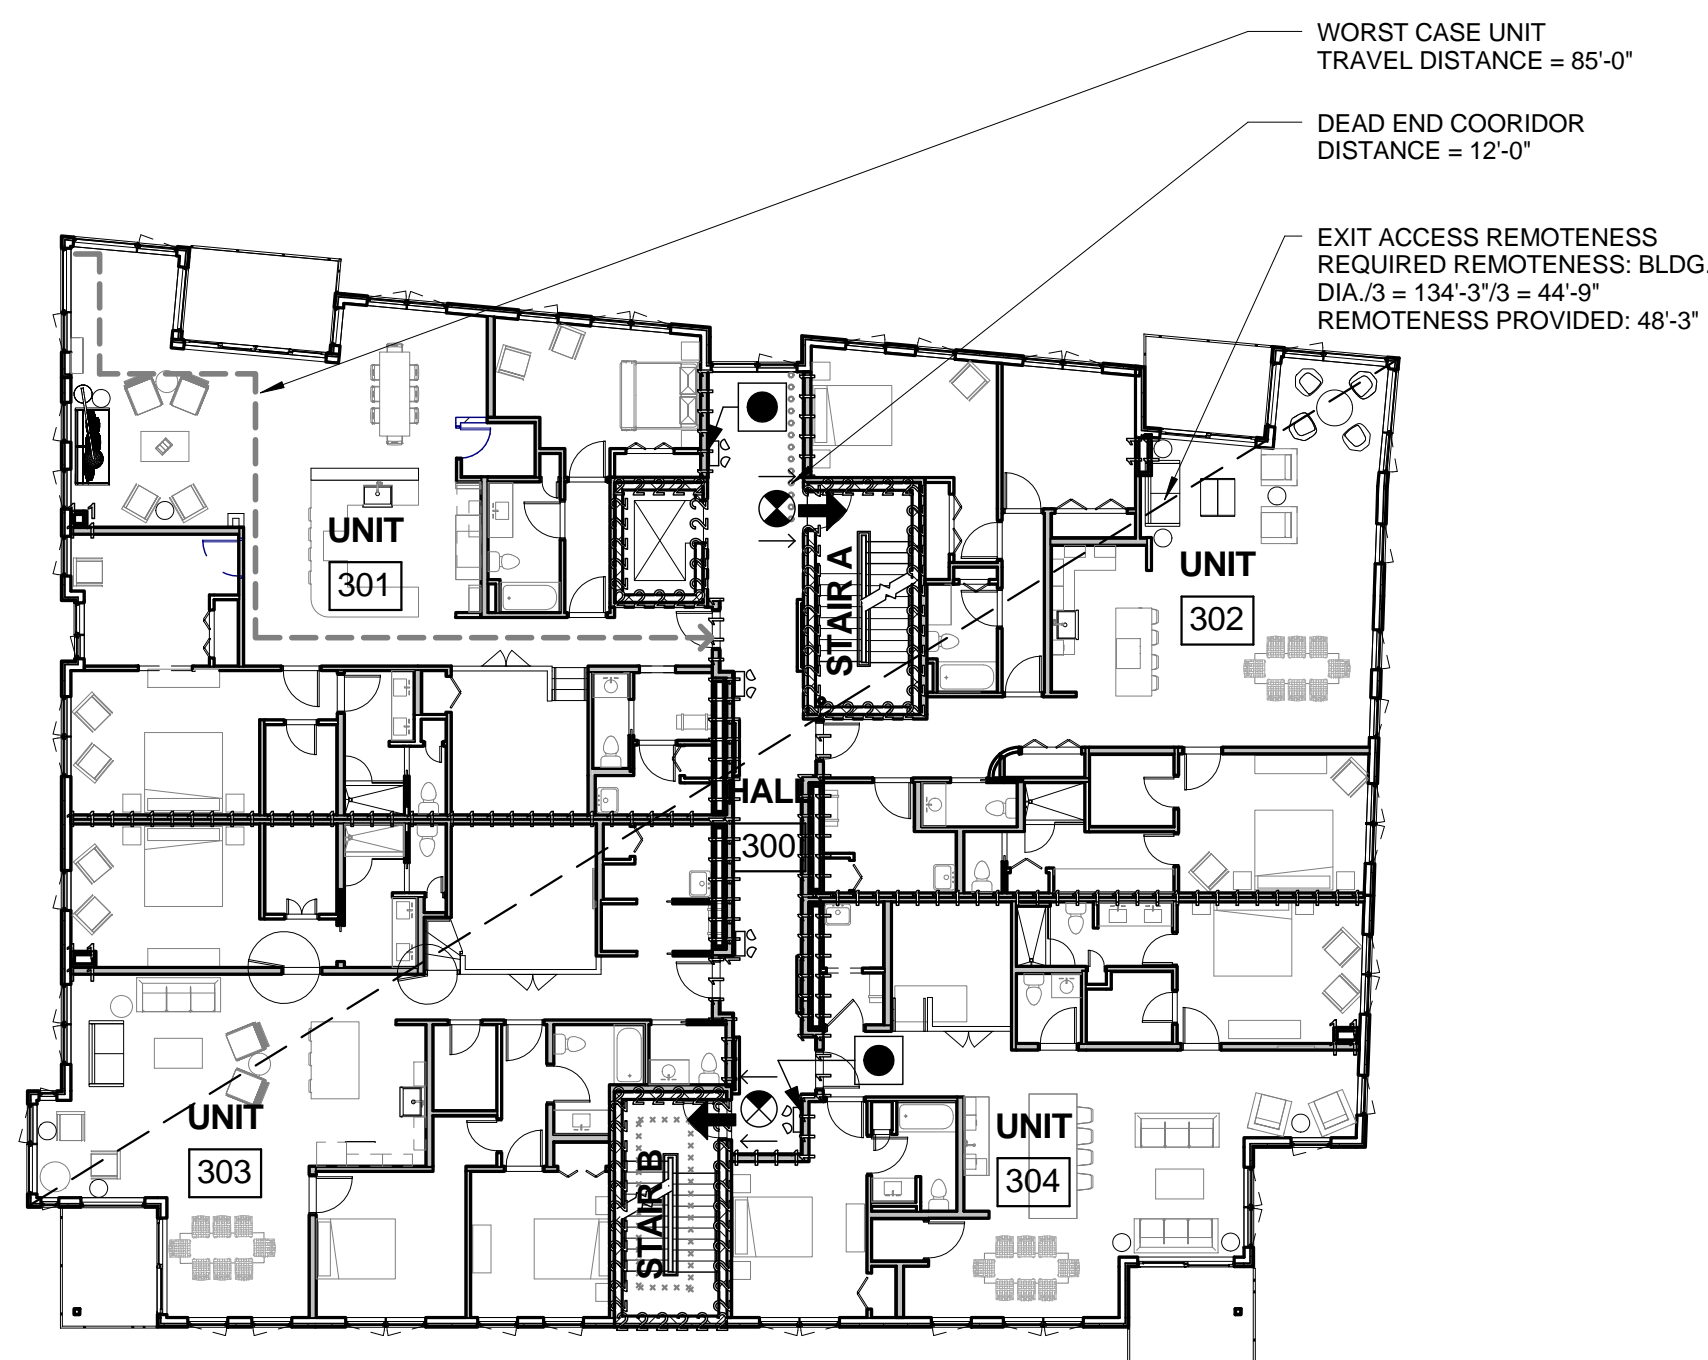 WORST CASE UNIT
TRAVEL DISTANCE = 85'-0"
DEAD END COORIDOR
DISTANCE = 12'-0"
EXIT ACCESS REMOTENESS
REQUIRED REMOTENESS: BLDG.
DIA./3 = 134'-3"/3 = 44'-9"
REMOTENESS PROVIDED: 48'-3"
UNIT
301
STAIR A
UNIT
302
HALL
300
UNIT
303
STAIR B
UNIT
304